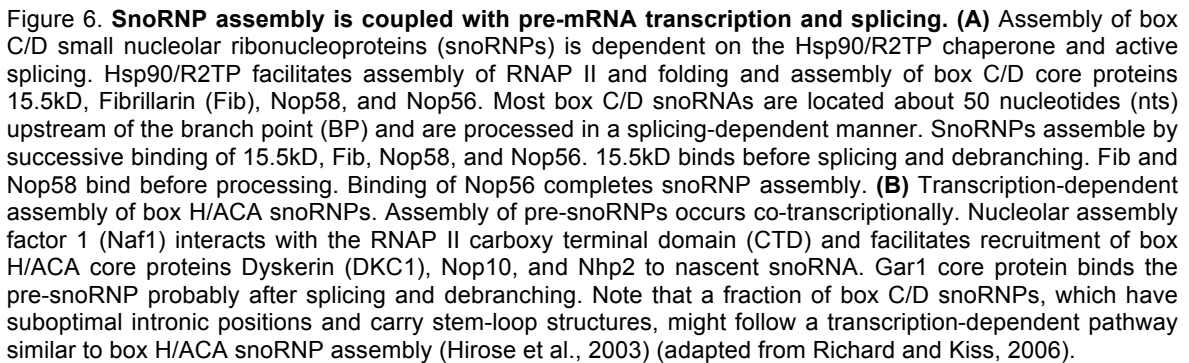 Figure 6. SnoRNP assembly is coupled with pre-mRNA transcription and splicing. (A) Assembly of box
C/D small nucleolar ribonucleoproteins (snoRNPs) is dependent on the Hsp90/R2TP chaperone and active
splicing. Hsp90/R2TP facilitates assembly of RNAP II and folding and assembly of box C/D core proteins
15.5kD, Fibrillarin (Fib), Nop58, and Nop56. Most box C/D snoRNAs are located about 50 nucleotides (nts)
upstream of the branch point (BP) and are processed in a splicing-dependent manner. SnoRNPs assemble by
successive binding of 15.5kD, Fib, Nop58, and Nop56. 15.5kD binds before splicing and debranching. Fib and
Nop58 bind before processing. Binding of Nop56 completes snoRNP assembly. (B) Transcription-dependent
assembly of box H/ACA snoRNPs. Assembly of pre-snoRNPs occurs co-transcriptionally. Nucleolar assembly
factor 1 (Naf1) interacts with the RNAP II carboxy terminal domain (CTD) and facilitates recruitment of box
H/ACA core proteins Dyskerin (DKC1), Nop10, and Nhp2 to nascent snoRNA. Gar1 core protein binds the
pre-snoRNP probably after splicing and debranching. Note that a fraction of box C/D snoRNPs, which have
suboptimal intronic positions and carry stem-loop structures, might follow a transcription-dependent pathway
similar to box H/ACA snoRNP assembly (Hirose et al., 2003) (adapted from Richard and Kiss, 2006).